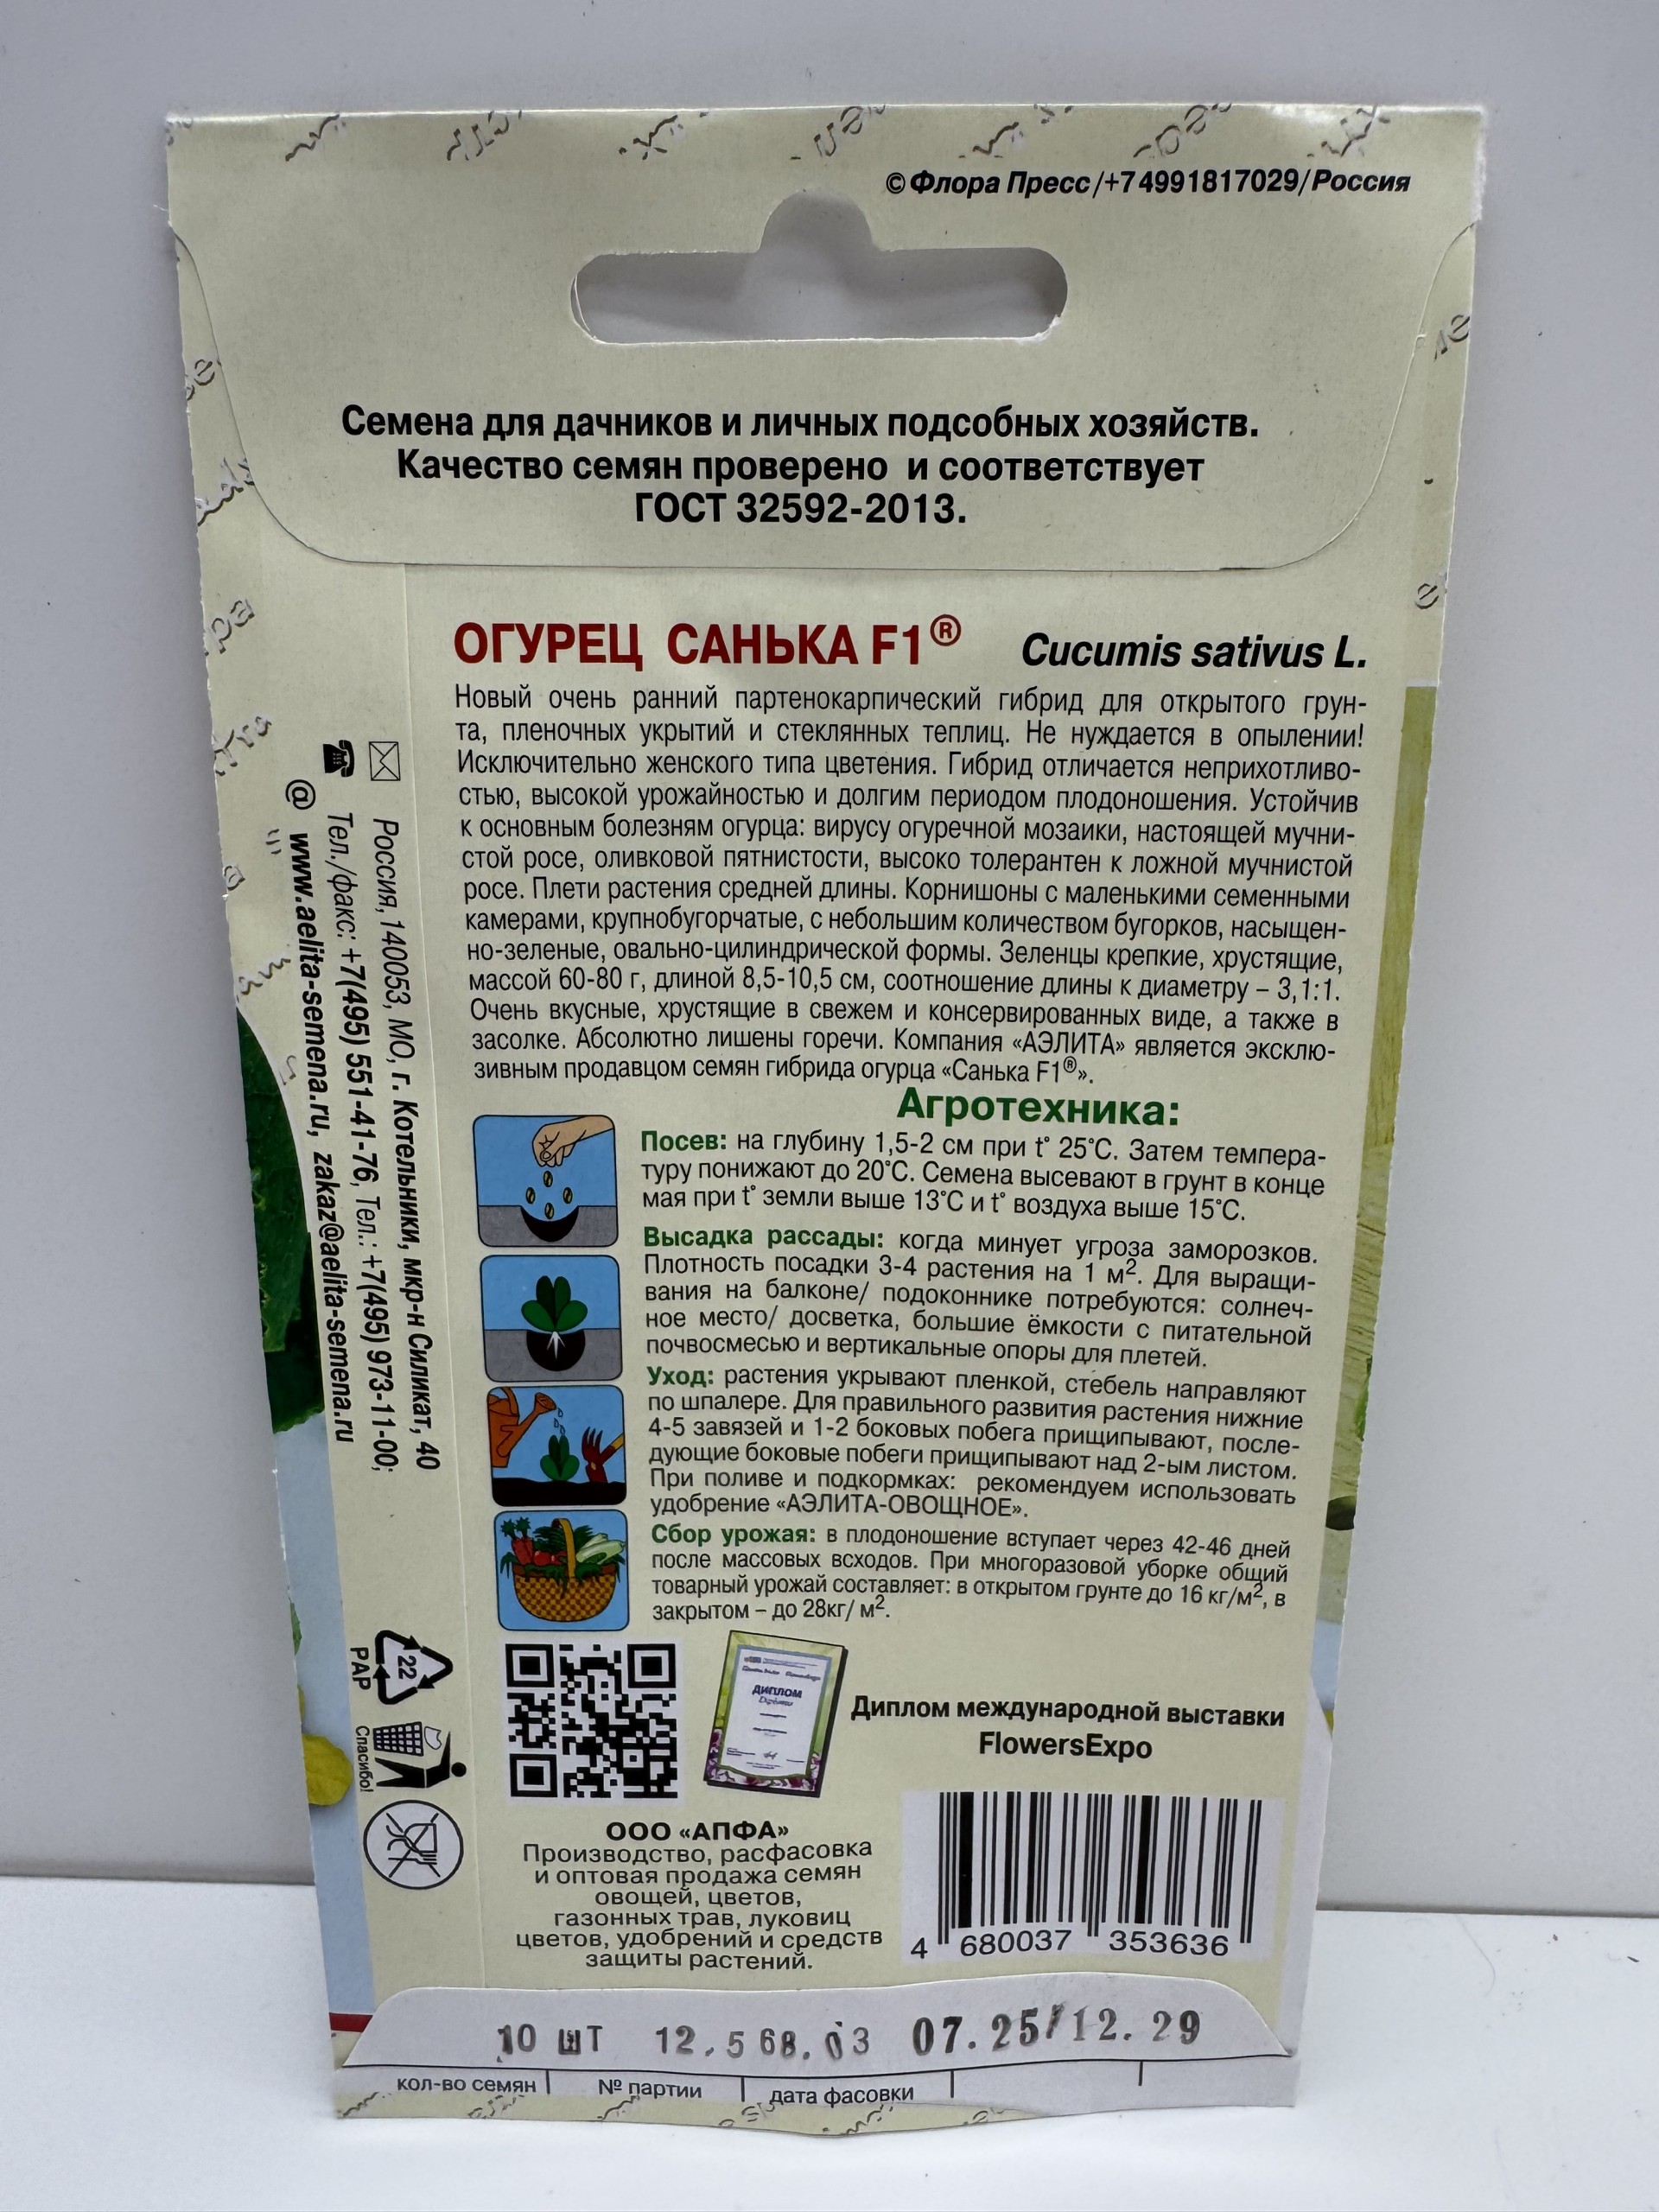 ©Флора Пресс/+74991817029/Россия
Семена для дачников и личных подсобных хозяйств.
Качество семян проверено и соответствует
ГОСТ 32592-2013.
ОГУРЕЦ САНЬКА F1® Cucumis sativus L.
Новый очень ранний партенокарпический гибрид для открытого грун-
та, пленочных укрытий и стеклянных теплиц. Не нуждается в опылении!
Исключительно женского типа цветения. Гибрид отличается неприхотливо-
стью, высокой урожайностью и долгим периодом плодоношения. Устойчив
к основным болезням огурца: вирусу огуречной мозаики, настоящей мучни-
стой росе, оливковой пятнистости, высоко толерантен к ложной мучнистой
росе. Плети растения средней длины. Корнишоны с маленькими семенными
камерами, крупнобугорчатые, с небольшим количеством бугорков, насыщен-
но-зеленые, овально-цилиндрической формы. Зеленцы крепкие, хрустящие,
массой 60-80 г, длиной 8,5-10,5 см, соотношение длины к диаметру – 3,1:1.
Очень вкусные, хрустящие в свежем и консервированных виде, а также в
засолке. Абсолютно лишены горечи. Компания «АЭЛИТА» является эксклю-
зивным продавцом семян гибрида огурца «Санька F1®».
Агротехника:
Посев: на глубину 1,5-2 см при t° 25°С. Затем темпера-
туру понижают до 20°С. Семена высевают в грунт в конце
мая при t° земли выше 13°С и t° воздуха выше 15°С.
Высадка рассады: когда минует угроза заморозков.
Плотность посадки 3-4 растения на 1 м². Для выращи-
вания на балконе/ подоконнике потребуются: солнеч-
ное место/ досветка, большие ёмкости с питательной
почвосмесью и вертикальные опоры для плетей.
Уход: растения укрывают пленкой, стебель направляют
по шпалере. Для правильного развития растения нижние
4-5 завязей и 1-2 боковых побега прищипывают, после-
дующие боковые побеги прищипывают над 2-ым листом.
При поливе и подкормках: рекомендуем использовать
удобрение «АЭЛИТА-ОВОЩНОЕ».
Сбор урожая: в плодоношение вступает через 42-46 дней
после массовых всходов. При многоразовой уборке общий
товарный урожай составляет: в открытом грунте до 16 кг/м², в
закрытом – до 28кг/ м².
Россия, 140053, МО, г. Котельники, мкр-н Силикат, 40
Тел./факс: +7(495) 551-41-76, Тел.: +7(495) 973-11-00;
@ www.aelita-semena.ru, zakaz@aelita-semena.ru
22
PAP
Спасибо!
ДИПЛОМ
Диплом международной выставки
FlowersExpo
ООО «АПФА»
Производство, расфасовка
и оптовая продажа семян
овощей, цветов,
газонных трав, луковиц
цветов, удобрений и средств
защиты растений.
4 680037 353636
10 ШТ 12.568.03 07.25/12.29
кол-во семян № партии дата фасовки